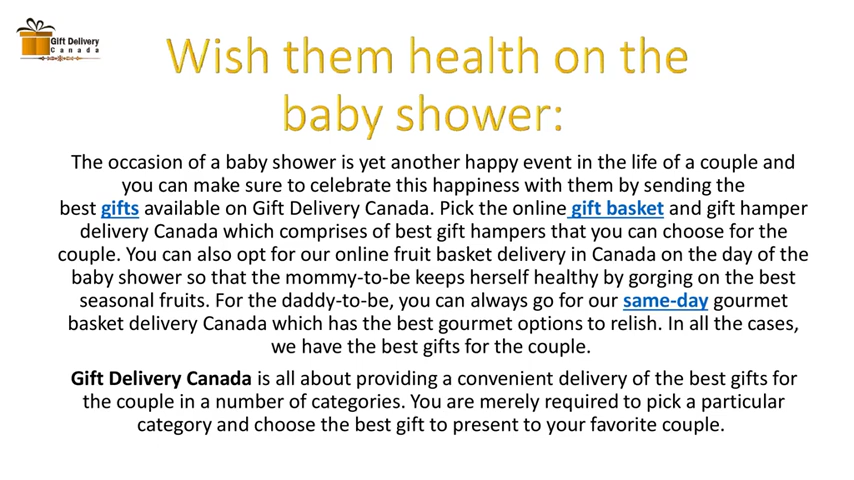 Gift Delivery
Canada
Wish them health on the
baby shower:
The occasion of a baby shower is yet another happy event in the life of a couple and
you can make sure to celebrate this happiness with them by sending the
best gifts available on Gift Delivery Canada. Pick the online gift basket and gift hamper
delivery Canada which comprises of best gift hampers that you can choose for the
couple. You can also opt for our online fruit basket delivery in Canada on the day of the
baby shower so that the mommy-to-be keeps herself healthy by gorging on the best
seasonal fruits. For the daddy-to-be, you can always go for our same-day gourmet
basket delivery Canada which has the best gourmet options to relish. In all the cases,
we have the best gifts for the couple.
Gift Delivery Canada is all about providing a convenient delivery of the best gifts for
the couple in a number of categories. You are merely required to pick a particular
category and choose the best gift to present to your favorite couple.